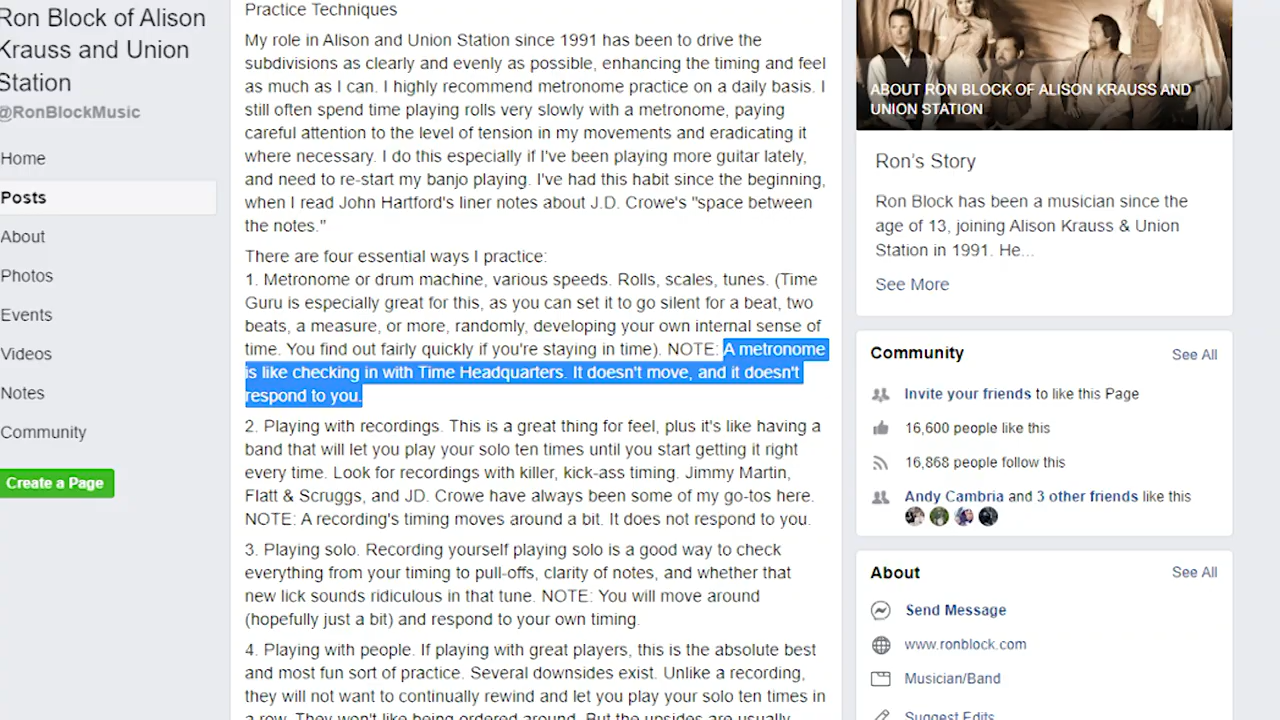 Ron Block of Alison
Krauss and Union
Station
@RonBlockMusic
Home
Posts
About
Photos
Events
Videos
Notes
Community
Create a Page
Practice Techniques
My role in Alison and Union Station since 1991 has been to drive the
subdivisions as clearly and evenly as possible, enhancing the timing and feel
as much as I can. I highly recommend metronome practice on a daily basis. I
still often spend time playing rolls very slowly with a metronome, paying
careful attention to the level of tension in my movements and eradicating it
where necessary. I do this especially if I've been playing more guitar lately,
and need to re-start my banjo playing. I've had this habit since the beginning,
when I read John Hartford's liner notes about J.D. Crowe's "space between
the notes."
There are four essential ways I practice:
1. Metronome or drum machine, various speeds. Rolls, scales, tunes. (Time
Guru is especially great for this, as you can set it to go silent for a beat, two
beats, a measure, or more, randomly, developing your own internal sense of
time. You find out fairly quickly if you're staying in time). NOTE: A metronome
is like checking in with Time Headquarters. It doesn't move, and it doesn't
respond to you.
2. Playing with recordings. This is a great thing for feel, plus it's like having a
band that will let you play your solo ten times until you start getting it right
every time. Look for recordings with killer, kick-ass timing. Jimmy Martin,
Flatt & Scruggs, and JD. Crowe have always been some of my go-tos here.
NOTE: A recording's timing moves around a bit. It does not respond to you.
3. Playing solo. Recording yourself playing solo is a good way to check
everything from your timing to pull-offs, clarity of notes, and whether that
new lick sounds ridiculous in that tune. NOTE: You will move around
(hopefully just a bit) and respond to your own timing.
4. Playing with people. If playing with great players, this is the absolute best
and most fun sort of practice. Several downsides exist. Unlike a recording,
they will not want to continually rewind and let you play your solo ten times in
a row. They won't like being ordered around. But the upsides are usually
ABOUT RON BLOCK OF ALISON KRAUSS AND
UNION STATION
Ron's Story
Ron Block has been a musician since the
age of 13, joining Alison Krauss & Union
Station in 1991. He...
See More
Community
See All
Invite your friends to like this Page
16,600 people like this
16,868 people follow this
Andy Cambria and 3 other friends like this
About
See All
Send Message
www.ronblock.com
Musician/Band
Suggest Edits